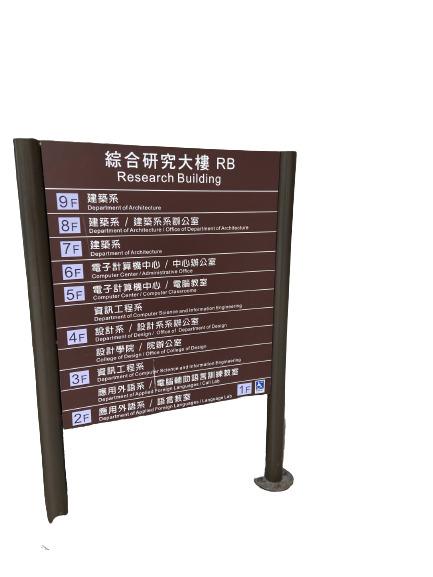 綜合研究大樓 RB
Research Building
9F 建築系
Department of Architecture
8F 建築系 / 建築系系辦公室
Department of Architecture / Office of Department of Architecture
7F 建築系
Department of Architecture
6F 電子計算機中心 / 中心辦公室
Computer Center / Administrative Office
5F 電子計算機中心 / 電腦教室
Computer Center / Computer Classrooms
資訊工程系
Department of Computer Science and Information Engineering
4F 設計系 / 設計系系辦公室
Department of Design / Office of Department of Design
設計學院 / 院辦公室
College of Design / Office of College of Design
3F 資訊工程系
Department of Computer Science and Information Engineering
應用外語系 / 電腦輔助語言訓練教室
Department of Applied Foreign Languages / Call Lab
1F
2F 應用外語系 / 語言教室
Department of Applied Foreign Languages / Language Lab